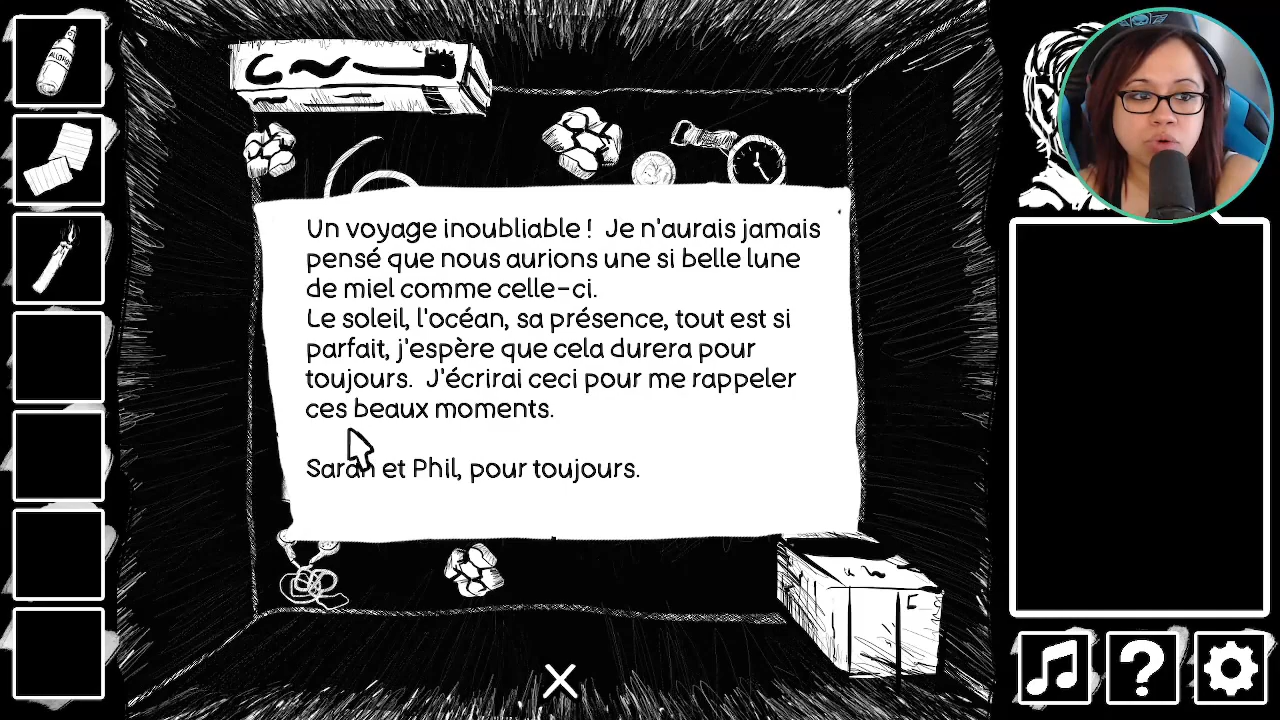 Un voyage inoubliable !  Je n'aurais jamais
pensé que nous aurions une si belle lune
de miel comme celle-ci.
Le soleil, l'océan, sa présence, tout est si
parfait, j'espère que cela durera pour
toujours.  J'écrirai ceci pour me rappeler
ces beaux moments.
Sarah et Phil, pour toujours.